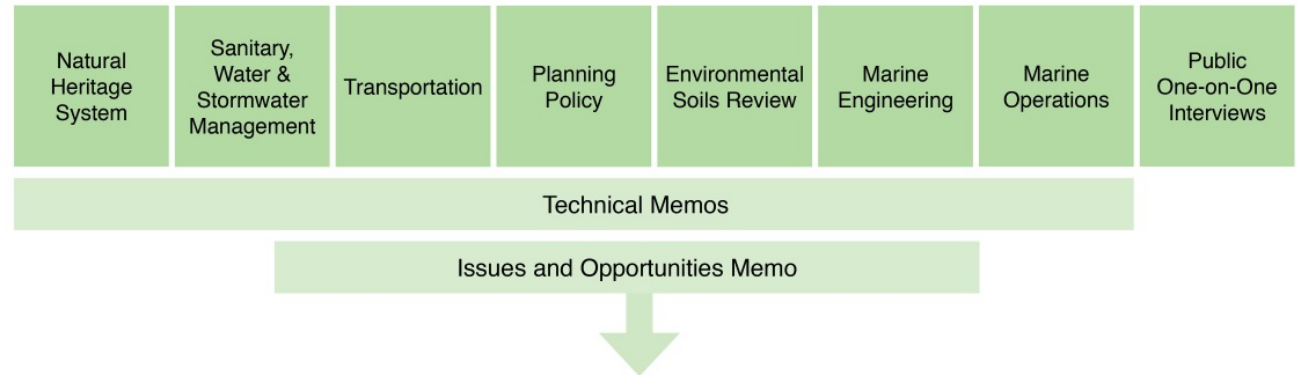 Natural
Heritage
System
Sanitary,
Water &
Stormwater
Management
Transportation
Planning
Policy
Environmental
Soils Review
Marine
Engineering
Marine
Operations
Public
One-on-One
Interviews
Technical Memos
Issues and Opportunities Memo